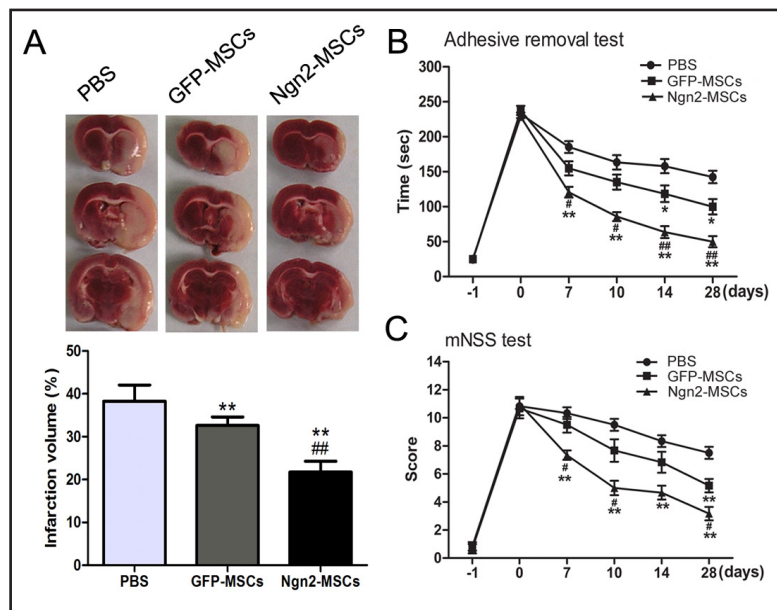 A
PBS
GFP-MSCs
Ngn2-MSCs
Infarction volume (%)
50
40
30
20
10
0
**
**
##
PBS
GFP-MSCs
Ngn2-MSCs
B
Adhesive removal test
PBS
GFP-MSCs
Ngn2-MSCs
Time (sec)
300
250
200
150
100
50
0
#
**
#
**
*
##
**
*
##
**
-1
0
7
10
14
28 (days)
C
mNSS test
PBS
GFP-MSCs
Ngn2-MSCs
Score
14
12
10
8
6
4
2
0
#
**
#
**
**
**
#
**
-1
0
7
10
14
28 (days)